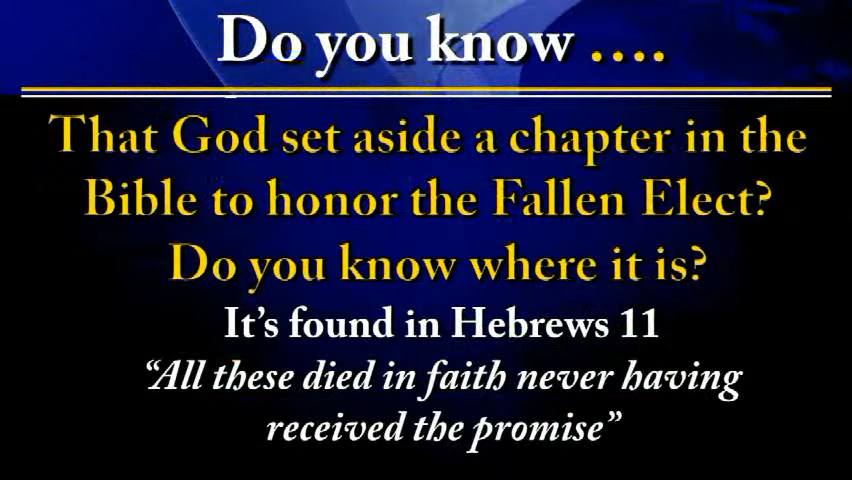 Do you know ....
That God set aside a chapter in the
Bible to honor the Fallen Elect?
Do you know where it is?
It’s found in Hebrews 11
“All these died in faith never having
received the promise”